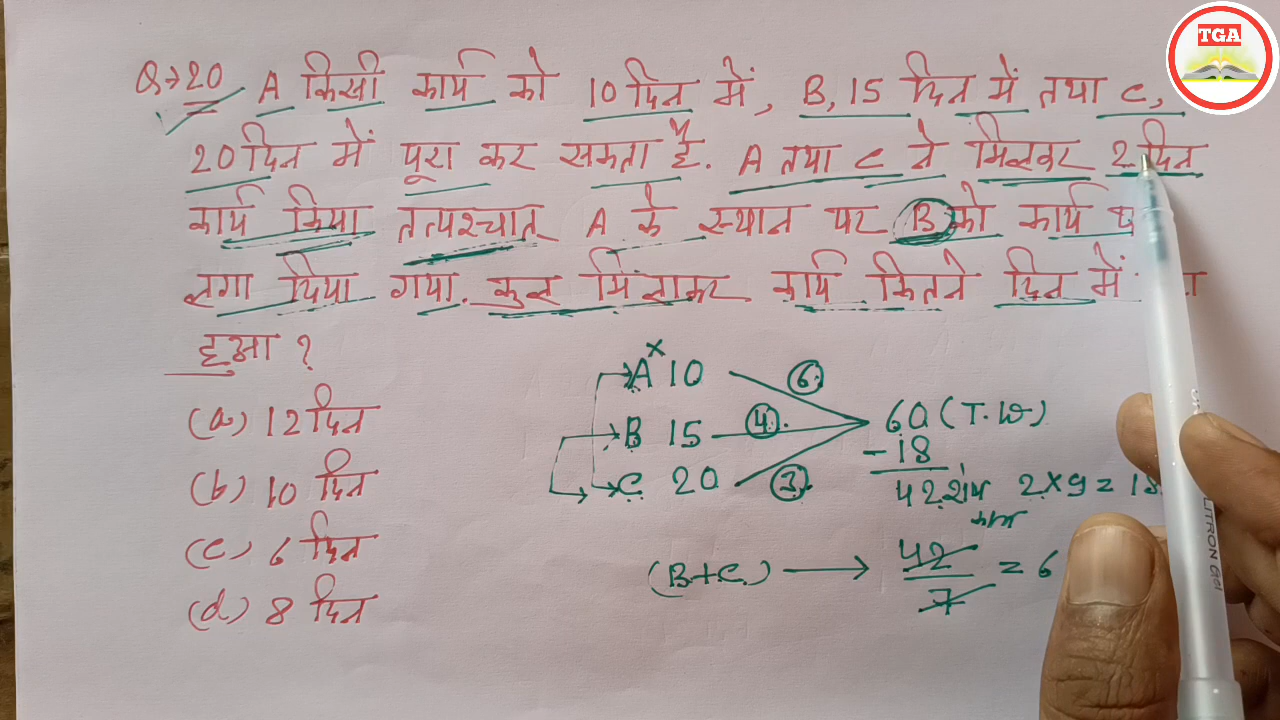 TGA
Q→20 A किसी कार्य को 10 दिन में, B, 15 दिन में तथा C,
20 दिन में पूरा कर सकता है. A तथा C ने मिलकर 2 दिन
कार्य किया तत्पश्चात् A के स्थान पर B को कार्य
लगा दिया गया. कुल मिलाकर कार्य कितने दिन में
हुआ ?
(a) 12 दिन
(b) 10 दिन
(c) 6 दिन
(d) 8 दिन
A× 10 6
B 15 4. 60 (T.W)
C 20 3.
-18
42 शेष कार्य 2×9=18
(B+C) → 42/7 = 6